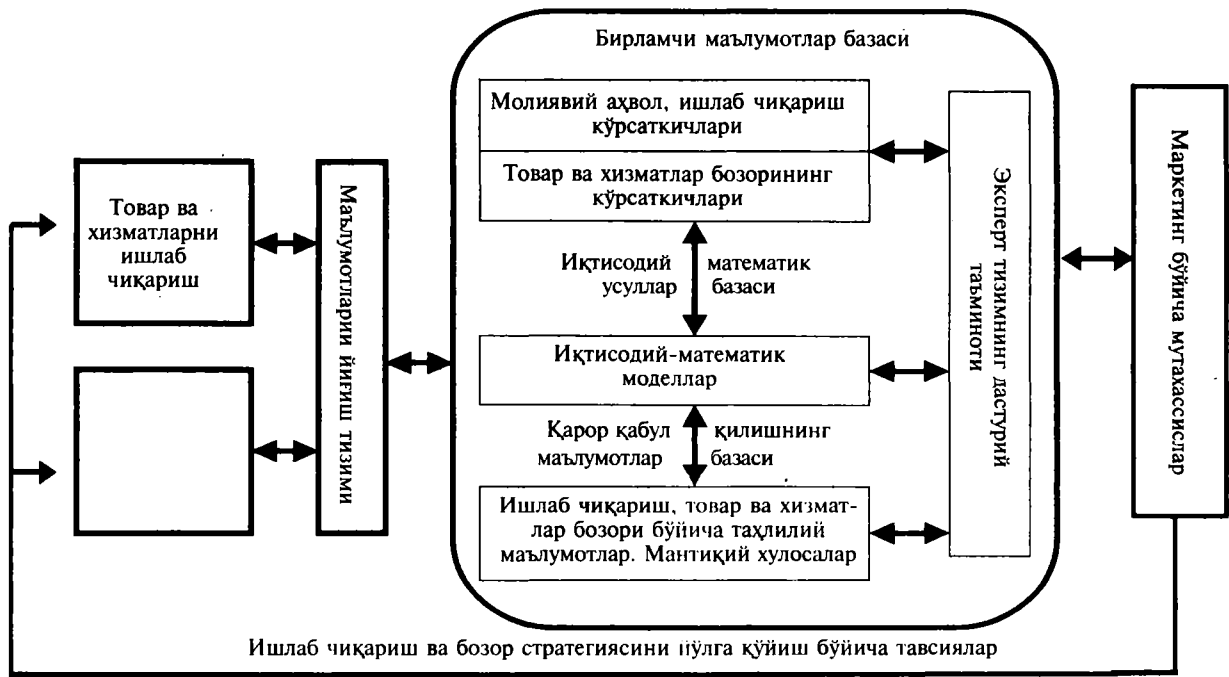 Бирламчи маълумотлар базаси
Молиявий аҳвол, ишлаб чиқариш
кўрсаткичлари
Товар ва хизматлар бозорининг
кўрсаткичлари
Товар ва
хизматларни
ишлаб
чиқариш
Маълумотларии йиғиш тизими
Иқтисодий математик
усуллар базаси
Иқтисодий-математик
моделлар
Қарор қабул қилишнинг
маълумотлар базаси
Ишлаб чиқариш, товар ва хизмат-
лар бозори бўйича таҳлилий
маълумотлар. Мантиқий хулосалар
Эксперт тизимнинг дастурий
таъминоти
Маркетинг бўйича мутахассислар
Ишлаб чиқариш ва бозор стратегиясини йўлга қўйиш бўйича тавсиялар